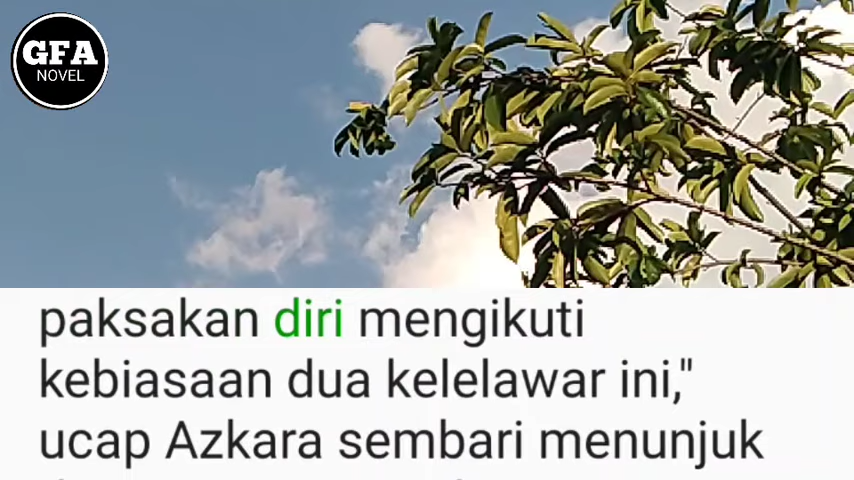 GFA
NOVEL
paksakan diri mengikuti
kebiasaan dua kelelawar ini,"
ucap Azkara sembari menunjuk